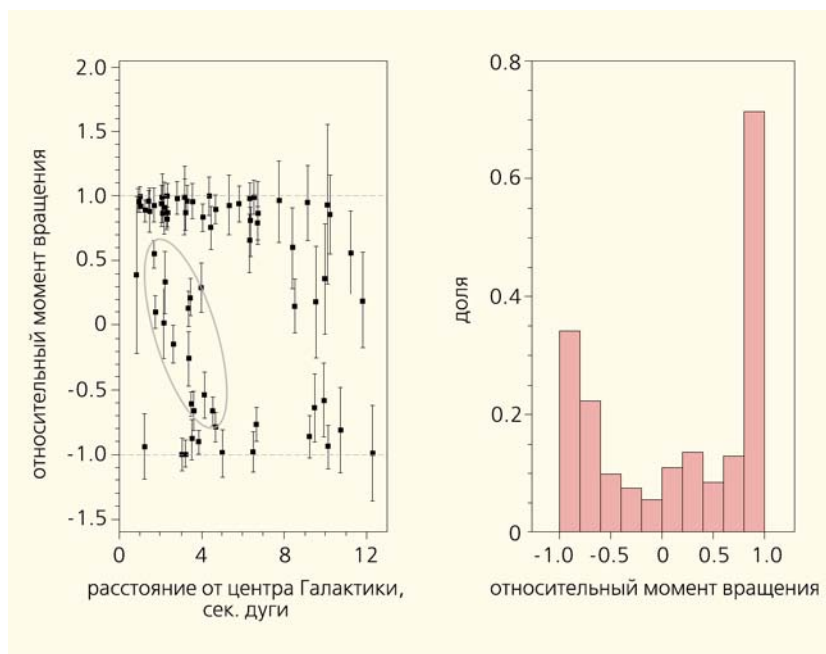 относительный момент вращения
2.0
1.5
1.0
0.5
0
-0.5
-1.0
-1.5
0 4 8 12
расстояние от центра Галактики,
сек. дуги
доля
0.8
0.6
0.4
0.2
0
-1.0 -0.5 0 0.5 1.0
относительный момент вращения